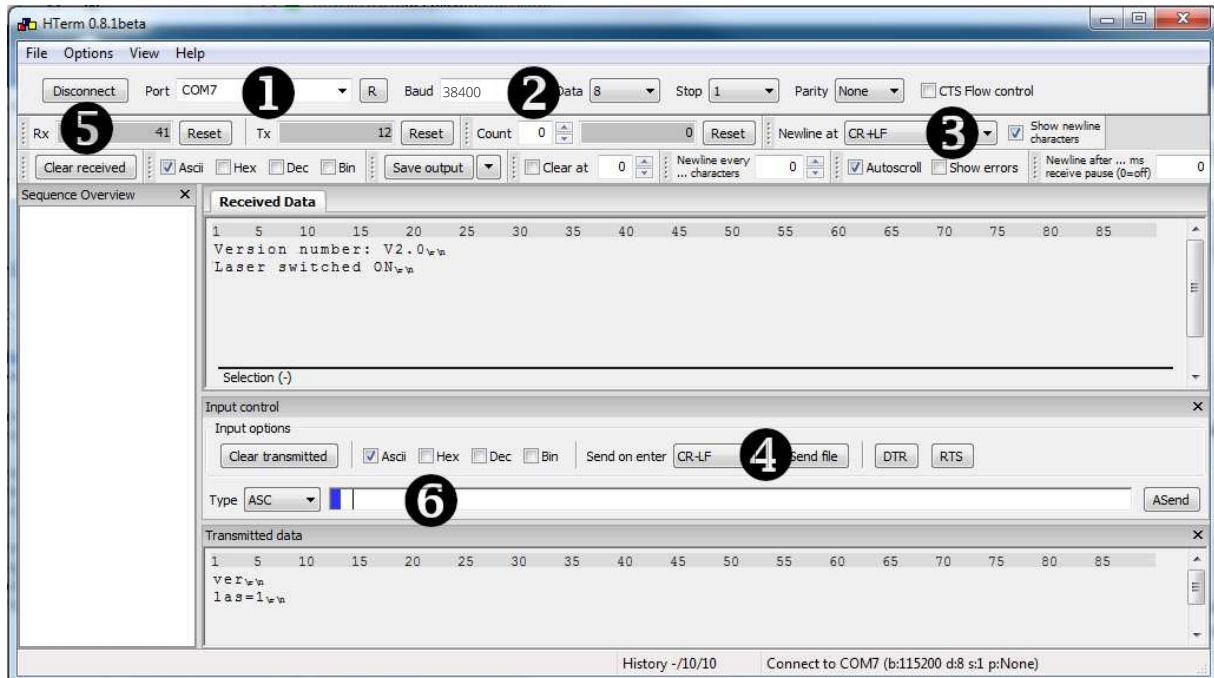 HTerm 0.8.1beta
File Options View Help
Disconnect Port COM7 1 R Baud 38400 2 Data 8 Stop 1 Parity None CTS Flow control
Rx 5 41 Reset Tx 12 Reset Count 0 0 Reset Newline at CR+LF 3 Show newline characters
Clear received Ascii Hex Dec Bin Save output Clear at 0 Newline every ... characters 0 Autoscroll Show errors Newline after ... ms receive pause (0=off) 0
Sequence Overview X
Received Data
1 5 10 15 20 25 30 35 40 45 50 55 60 65 70 75 80 85
Version number: V2.0\r\n
Laser switched ON\r\n
Selection (-)
Input control X
Input options
Clear transmitted Ascii Hex Dec Bin Send on enter CR-LF 4 Send file DTR RTS
Type ASC 6 ASend
Transmitted data X
1 5 10 15 20 25 30 35 40 45 50 55 60 65 70 75 80 85
ver\r\n
las=1\r\n
History -/10/10 Connect to COM7 (b:115200 d:8 s:1 p:None)